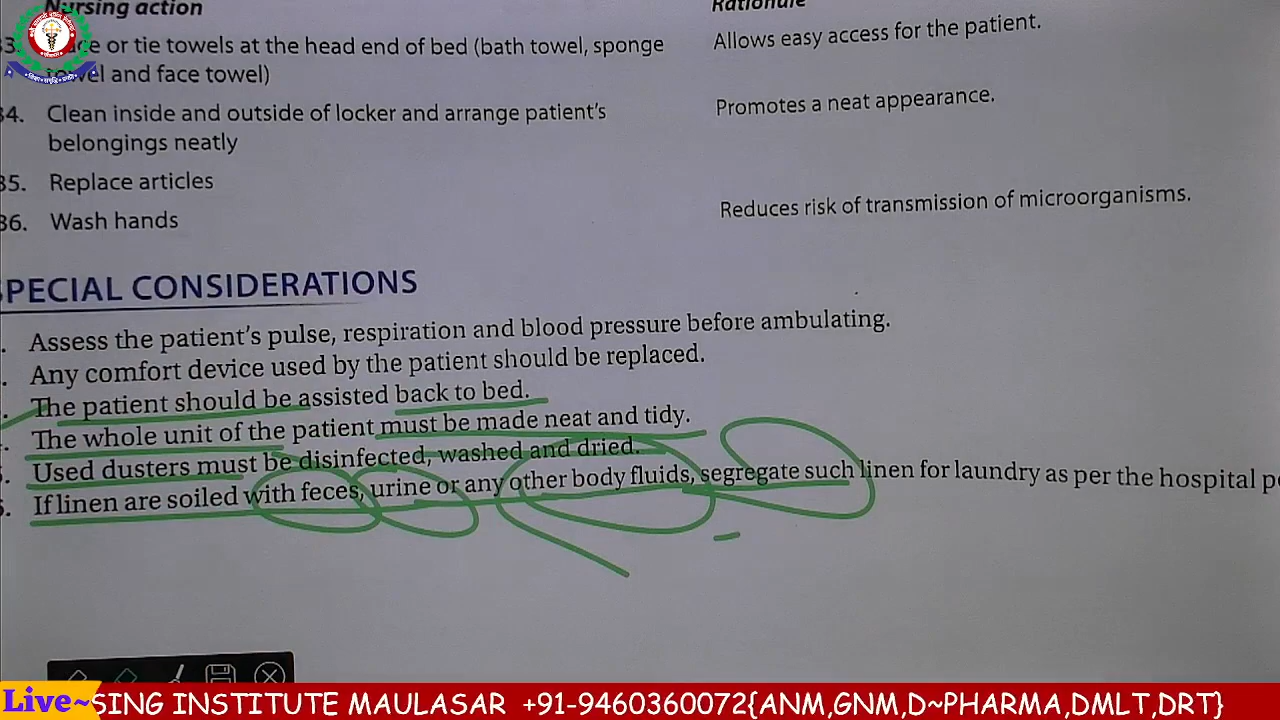 Nursing action
Rationale
or tie towels at the head end of bed (bath towel, sponge
towel and face towel)
Allows easy access for the patient.
34. Clean inside and outside of locker and arrange patient's
belongings neatly
Promotes a neat appearance.
35. Replace articles
36. Wash hands
Reduces risk of transmission of microorganisms.
SPECIAL CONSIDERATIONS
. Assess the patient's pulse, respiration and blood pressure before ambulating.
. Any comfort device used by the patient should be replaced.
. The patient should be assisted back to bed.
. The whole unit of the patient must be made neat and tidy.
. Used dusters must be disinfected, washed and dried.
. If linen are soiled with feces, urine or any other body fluids, segregate such linen for laundry as per the hospital
Live~ SING INSTITUTE MAULASAR +91-9460360072{ANM,GNM,D~PHARMA,DMLT,DRT}